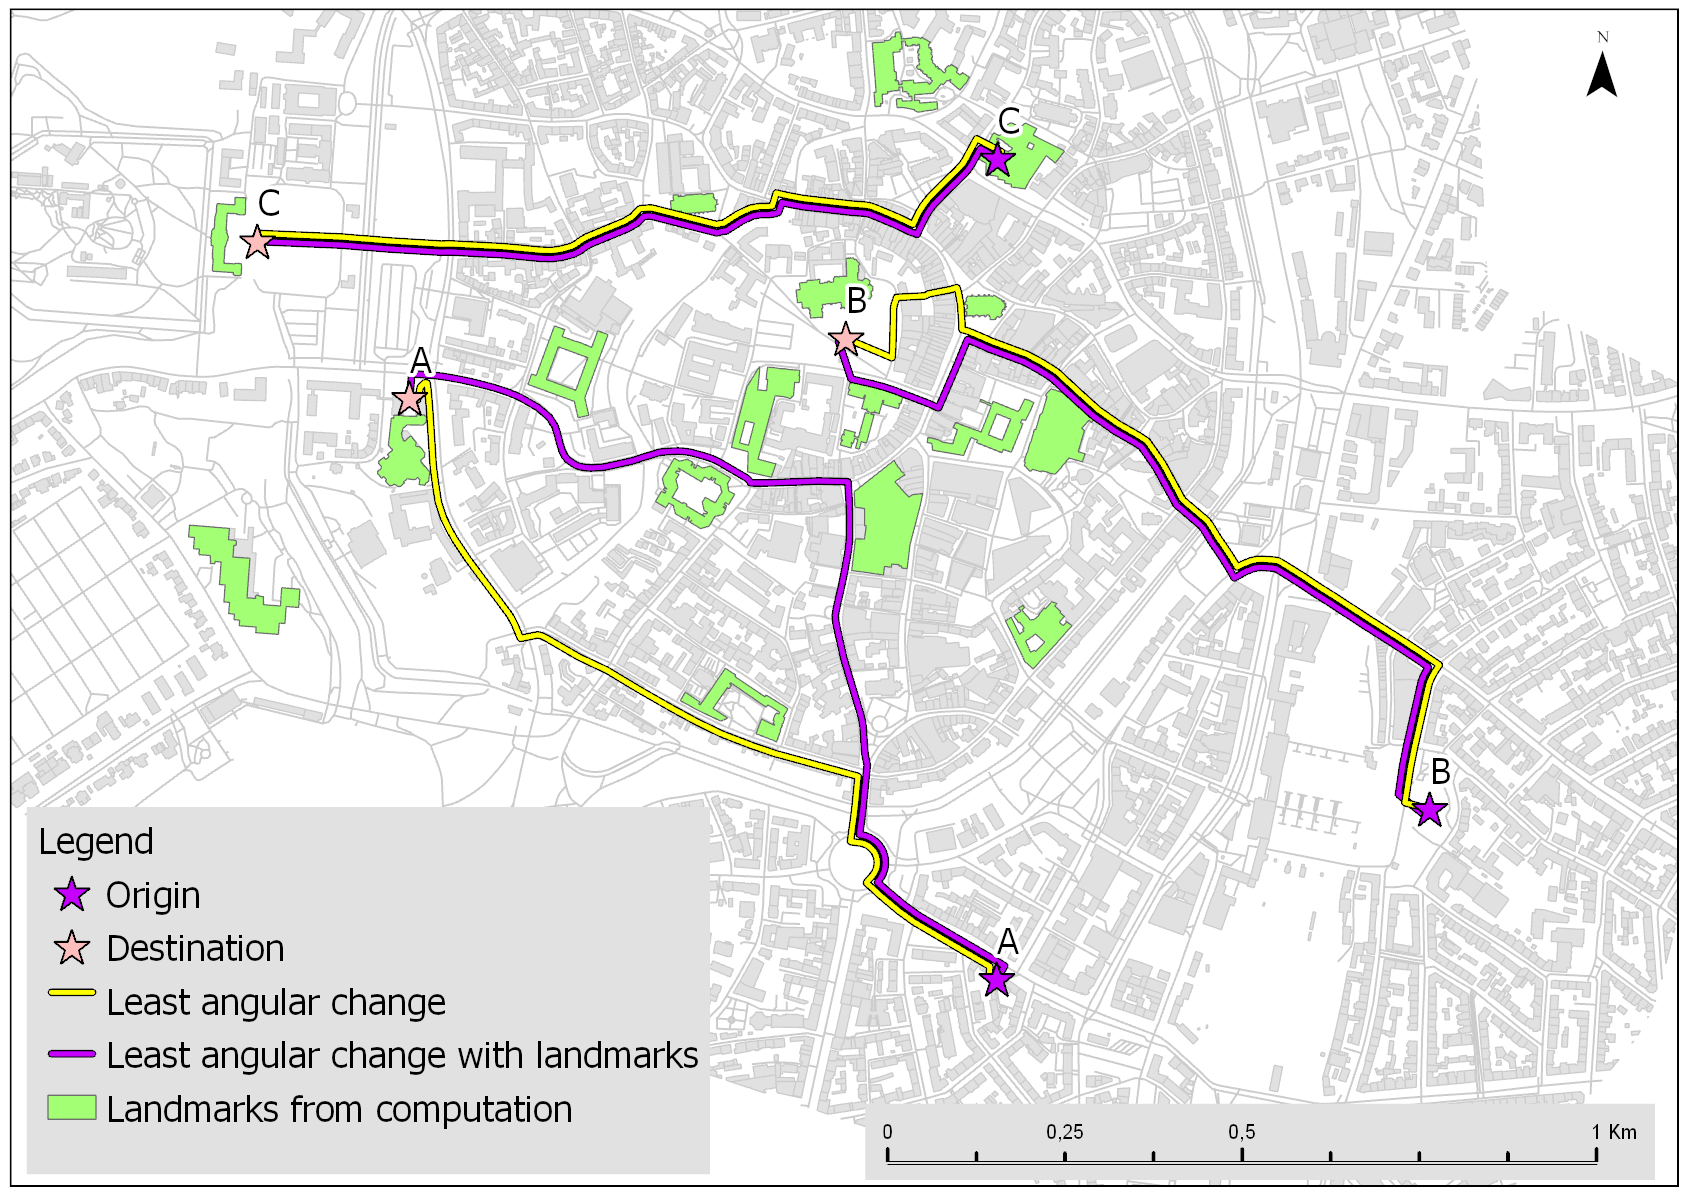 N
C
C
B
A
B
A
Legend
Origin
Destination
Least angular change
Least angular change with landmarks
Landmarks from computation
0 0,25 0,5 1 Km